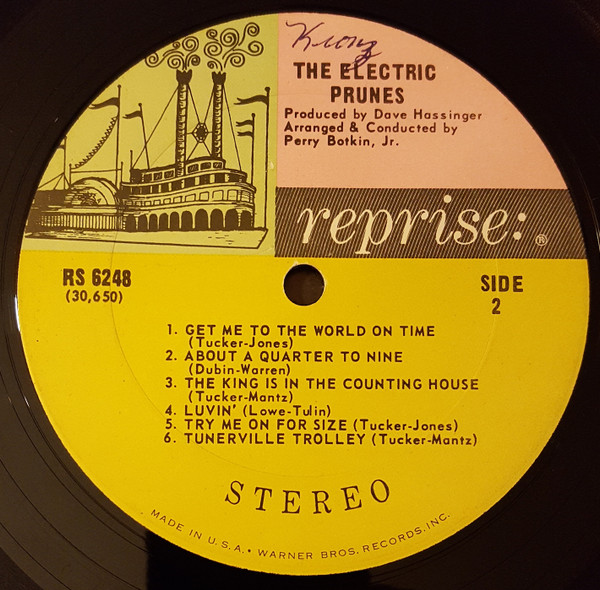 THE ELECTRIC
PRUNES
Produced by Dave Hassinger
Arranged & Conducted by
Perry Botkin, Jr.
reprise:®
RS 6248
(30,650)
SIDE
2
1. GET ME TO THE WORLD ON TIME
(Tucker-Jones)
2. ABOUT A QUARTER TO NINE
(Dubin-Warren)
3. THE KING IS IN THE COUNTING HOUSE
(Tucker-Mantz)
4. LUVIN' (Lowe-Tulin)
5. TRY ME ON FOR SIZE (Tucker-Jones)
6. TUNERVILLE TROLLEY (Tucker-Mantz)
STEREO
MADE IN U.S.A. • WARNER BROS. RECORDS, INC.